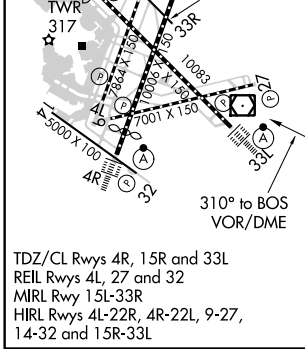 TWR
317
D
P
7864 X 150
150
33R
10083
P
10005 X 150
P
27
4L
9
7001 X 150
14
5000 X 100
4R
P
32
A
33L
A
310° to BOS
VOR/DME
TDZ/CL Rwys 4R, 15R and 33L
REIL Rwys 4L, 27 and 32
MIRL Rwy 15L-33R
HIRL Rwys 4L-22R, 4R-22L, 9-27,
14-32 and 15R-33L